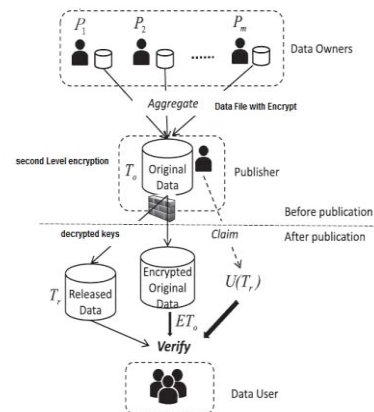 P1 P2 ...... Pm
Data Owners
Aggregate Data File with Encrypt
second Level encryption
To Original Data
Publisher
Before publication
decrypted keys
Claim
After publication
Tr Released Data
Encrypted Original Data
U(Tr)
ETo
Verify
Data User